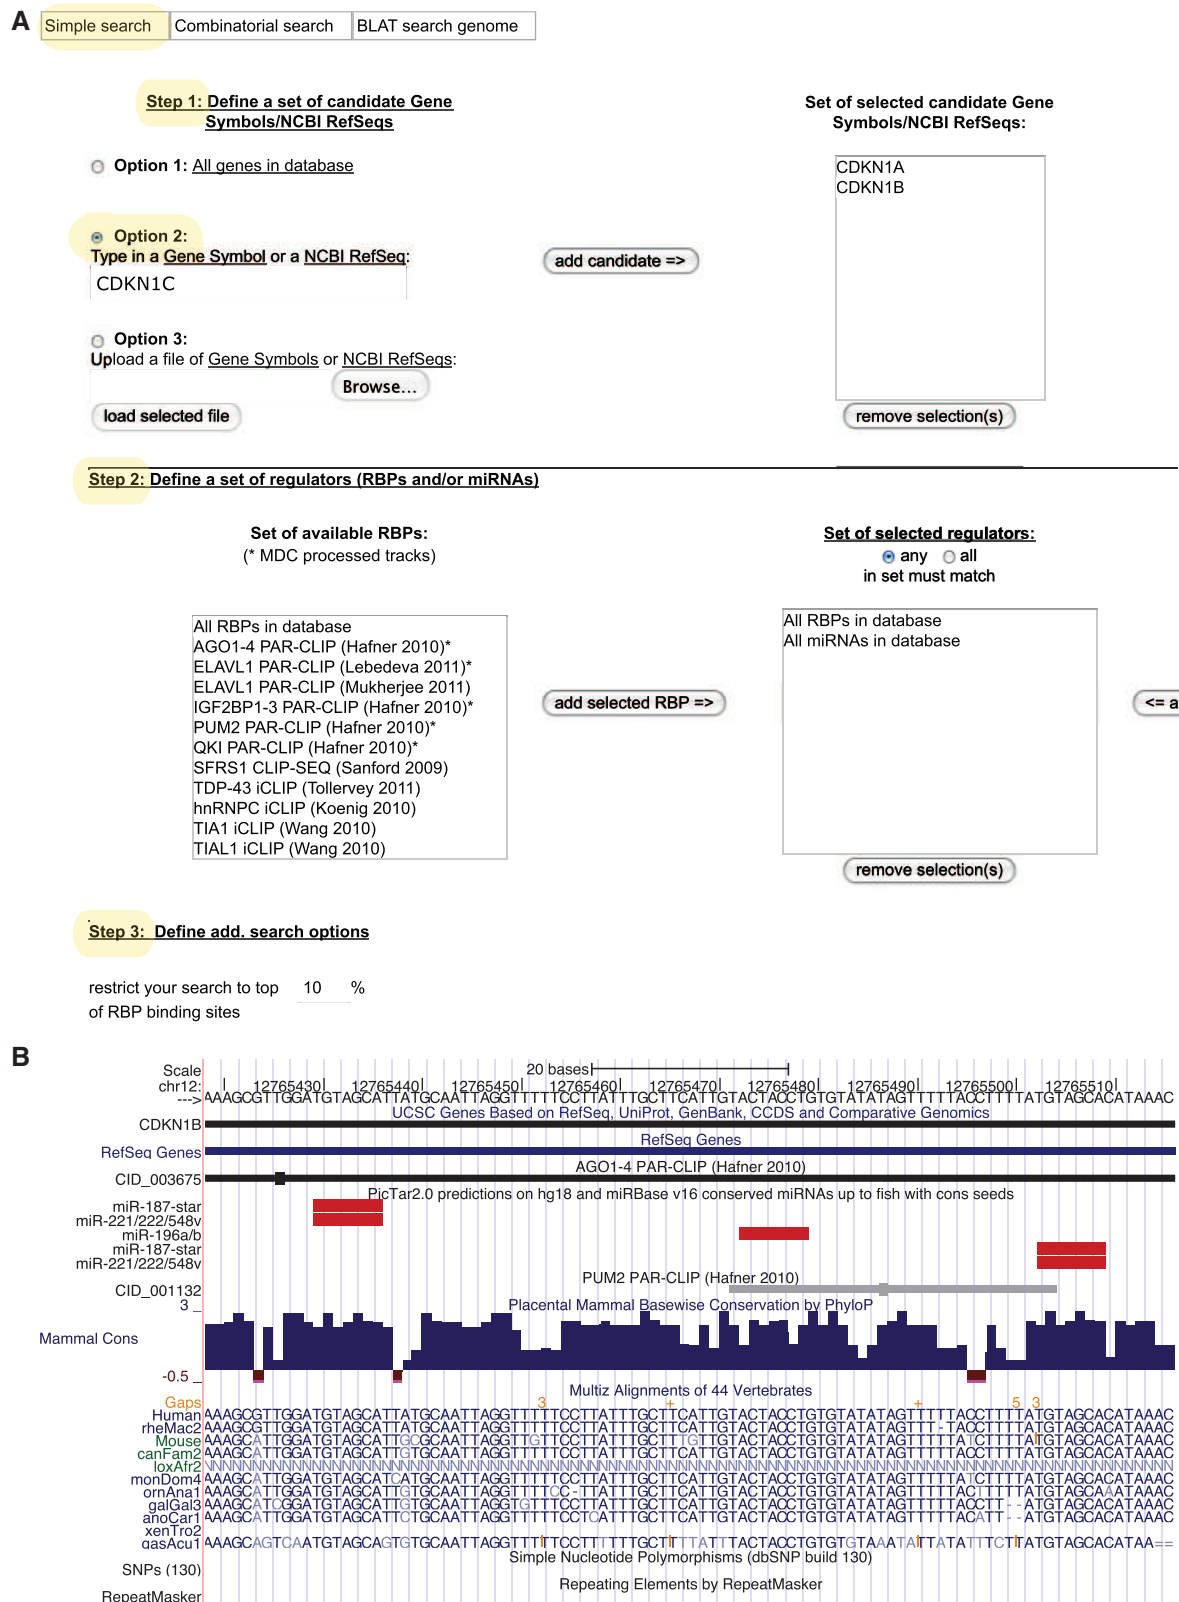 A
Simple search
Combinatorial search
BLAT search genome
Step 1: Define a set of candidate Gene
Symbols/NCBI RefSeqs
Set of selected candidate Gene
Symbols/NCBI RefSeqs:
Option 1: All genes in database
CDKN1A
CDKN1B
Option 2:
Type in a Gene Symbol or a NCBI RefSeq:
CDKN1C
add candidate =>
Option 3:
Upload a file of Gene Symbols or NCBI RefSeqs:
Browse...
load selected file
remove selection(s)
Step 2: Define a set of regulators (RBPs and/or miRNAs)
Set of available RBPs:
(* MDC processed tracks)
Set of selected regulators:
any all
in set must match
All RBPs in database
AGO1-4 PAR-CLIP (Hafner 2010)*
ELAVL1 PAR-CLIP (Lebedeva 2011)*
ELAVL1 PAR-CLIP (Mukherjee 2011)
IGF2BP1-3 PAR-CLIP (Hafner 2010)*
PUM2 PAR-CLIP (Hafner 2010)*
QKI PAR-CLIP (Hafner 2010)*
SFRS1 CLIP-SEQ (Sanford 2009)
TDP-43 iCLIP (Tollervey 2011)
hnRNPC iCLIP (Koenig 2010)
TIA1 iCLIP (Wang 2010)
TIAL1 iCLIP (Wang 2010)
add selected RBP =>
All RBPs in database
All miRNAs in database
<= a
remove selection(s)
Step 3: Define add. search options
restrict your search to top 10 %
of RBP binding sites
B
Scale 20 bases
chr12: 12765430 12765440 12765450 12765460 12765470 12765480 12765490 12765500 12765510
---> AAAGCGTTGGATGTAGCATTATGCAATTAGGTTTTTCCTTATTTGCTTCATTGTACTACCTGTGTATATAGTTTTTACCTTTTATGTAGCACATAAAC
UCSC Genes Based on RefSeq, UniProt, GenBank, CCDS and Comparative Genomics
CDKN1B
RefSeq Genes
RefSeq Genes
AGO1-4 PAR-CLIP (Hafner 2010)
CID_003675
PicTar2.0 predictions on hg18 and miRBase v16 conserved miRNAs up to fish with cons seeds
miR-187-star
miR-221/222/548v
miR-196a/b
miR-187-star
miR-221/222/548v
PUM2 PAR-CLIP (Hafner 2010)
CID_001132
3
Placental Mammal Basewise Conservation by PhyloP
Mammal Cons
-0.5
Multiz Alignments of 44 Vertebrates
Gaps 3 + + 5 3
Human AAAGCGTTGGATGTAGCATTATGCAATTAGGTTTTTCCTTATTTGCTTCATTGTACTACCTGTGTATATAGTTTTTACCTTTTATGTAGCACATAAAC
rheMac2 AAAGCGTTGGATGTAGCATTATGCAATTAGGTTTTTCCTTATTTGCTTCATTGTACTACCTGTGTATATAGTTT-TACCTTTTATGTAGCACATAAAC
Mouse
canFam2
loxAfr2
monDom4
ornAna1
galGal3
anoCar1
xenTro2
gasAcu1
Simple Nucleotide Polymorphisms (dbSNP build 130)
SNPs (130)
Repeating Elements by RepeatMasker
RepeatMasker